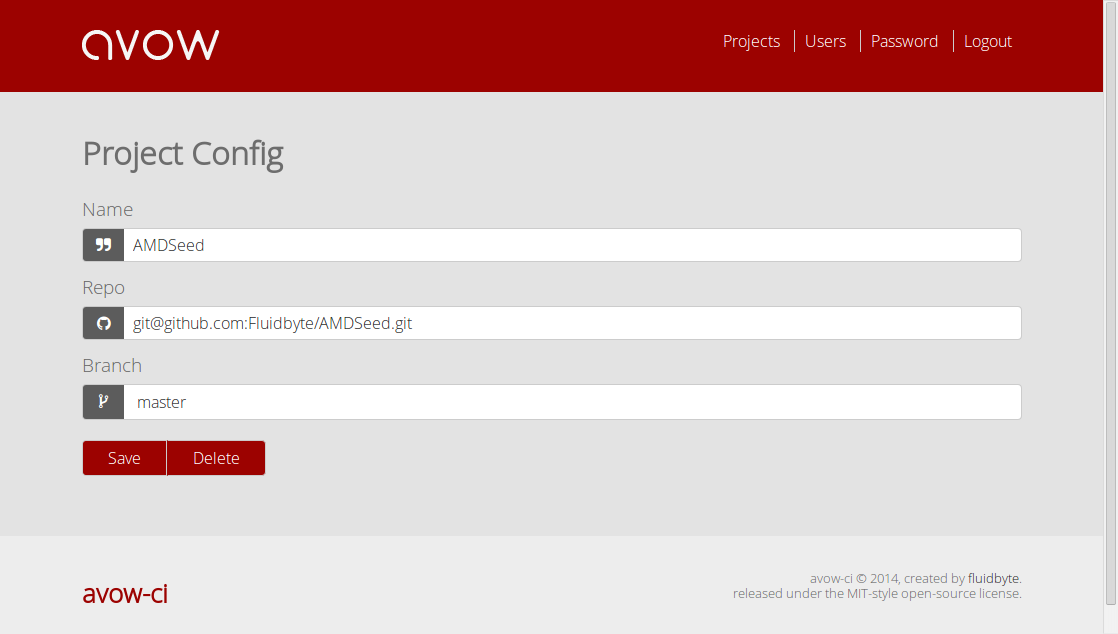 avow
Projects
Users
Password
Logout
Project Config
Name
AMDSeed
Repo
git@github.com:Fluidbyte/AMDSeed.git
Branch
master
Save
Delete
avow-ci
avow-ci © 2014, created by fluidbyte.
released under the MIT-style open-source license.